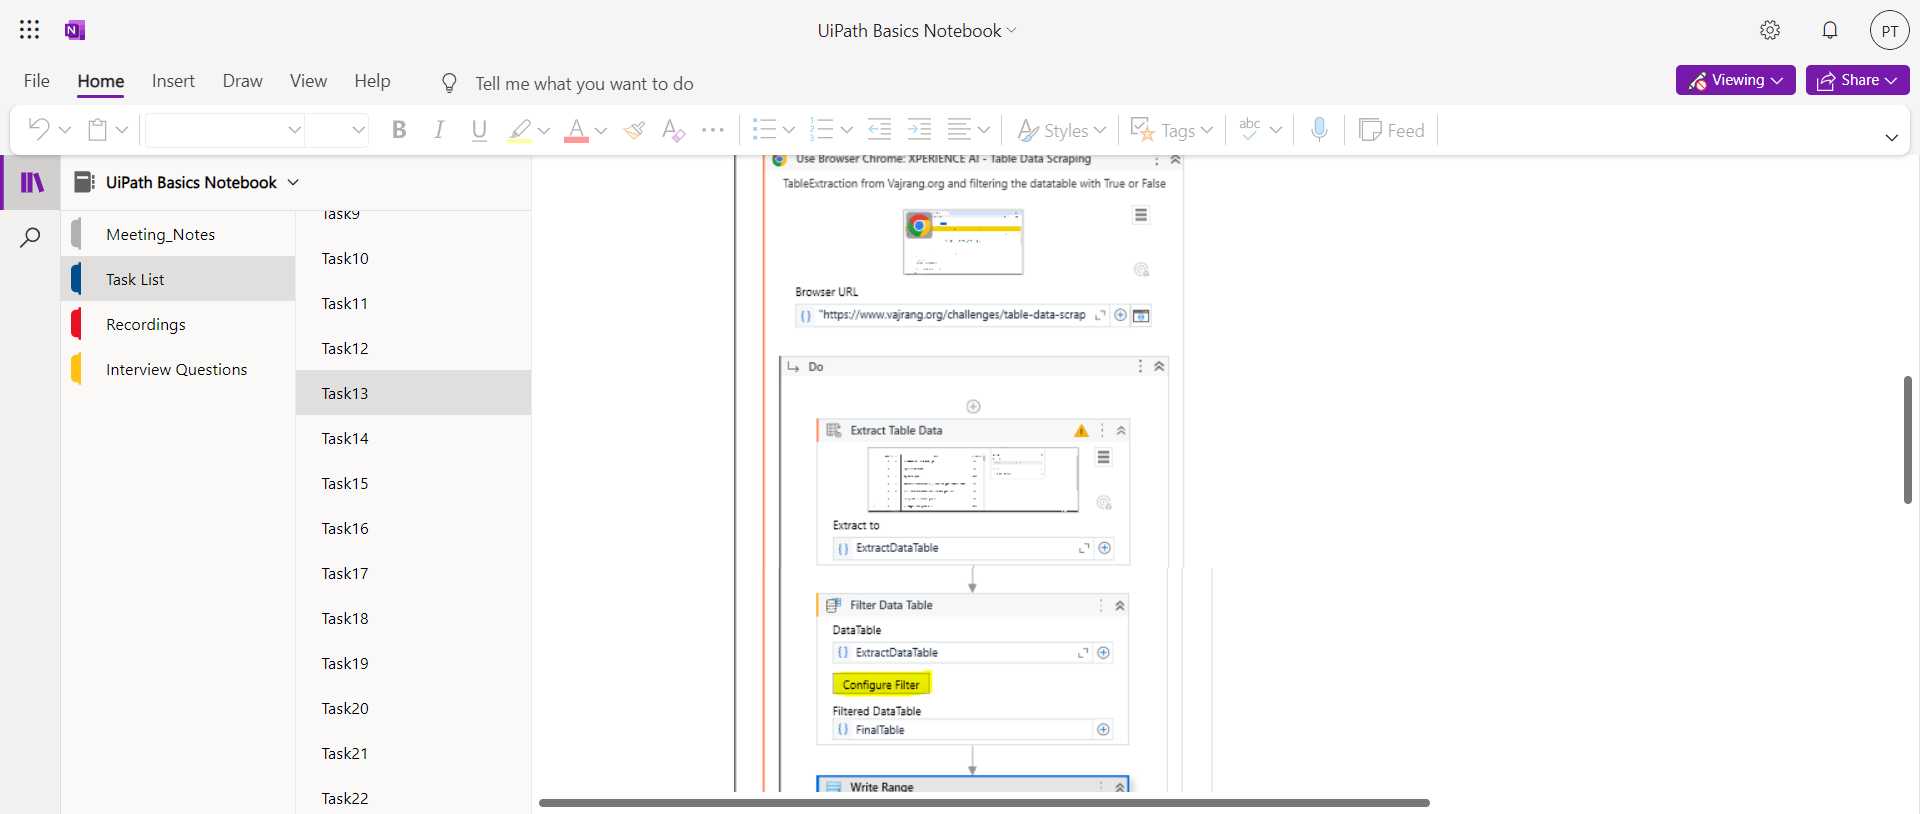 UiPath Basics Notebook
PT
File Home Insert Draw View Help Tell me what you want to do
Viewing Share
Styles Tags Feed
UiPath Basics Notebook
Meeting_Notes
Task List
Recordings
Interview Questions
Task9
Task10
Task11
Task12
Task13
Task14
Task15
Task16
Task17
Task18
Task19
Task20
Task21
Task22
Use Browser Chrome: XPERIENCE AI - Table Data Scraping
TableExtraction from Vajrang.org and filtering the datatable with True or False
Browser URL
"https://www.vajrang.org/challenges/table-data-scrap
Do
Extract Table Data
Extract to
ExtractDataTable
Filter Data Table
DataTable
ExtractDataTable
Configure Filter
Filtered DataTable
FinalTable
Write Range